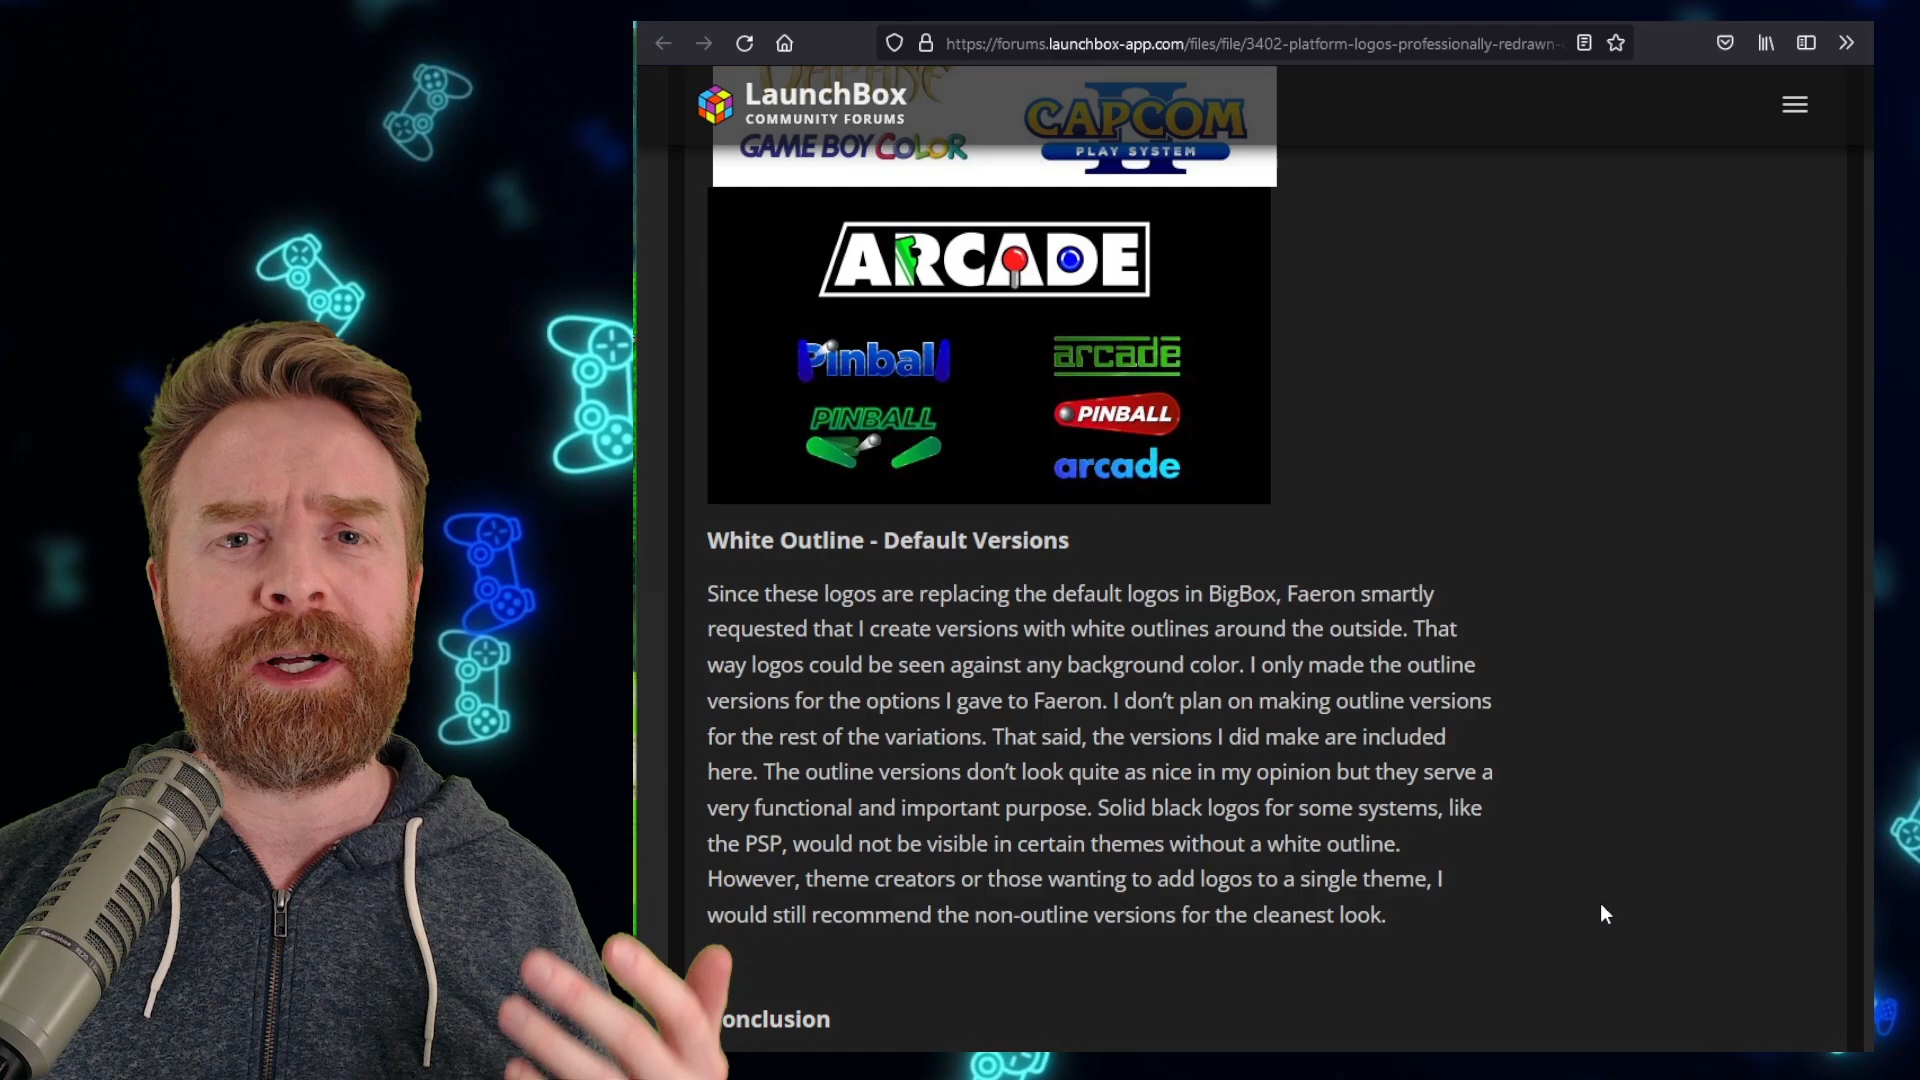 https://forums.launchbox-app.com/files/file/3402-platform-logos-professionally-redrawn-
LaunchBox
COMMUNITY FORUMS
GAME BOY COLOR
CAPCOM
II
PLAY SYSTEM
ARCADE
Pinball
arcade
PINBALL
PINBALL
arcade
White Outline - Default Versions
Since these logos are replacing the default logos in BigBox, Faeron smartly
requested that I create versions with white outlines around the outside. That
way logos could be seen against any background color. I only made the outline
versions for the options I gave to Faeron. I don’t plan on making outline versions
for the rest of the variations. That said, the versions I did make are included
here. The outline versions don’t look quite as nice in my opinion but they serve a
very functional and important purpose. Solid black logos for some systems, like
the PSP, would not be visible in certain themes without a white outline.
However, theme creators or those wanting to add logos to a single theme, I
would still recommend the non-outline versions for the cleanest look.
onclusion